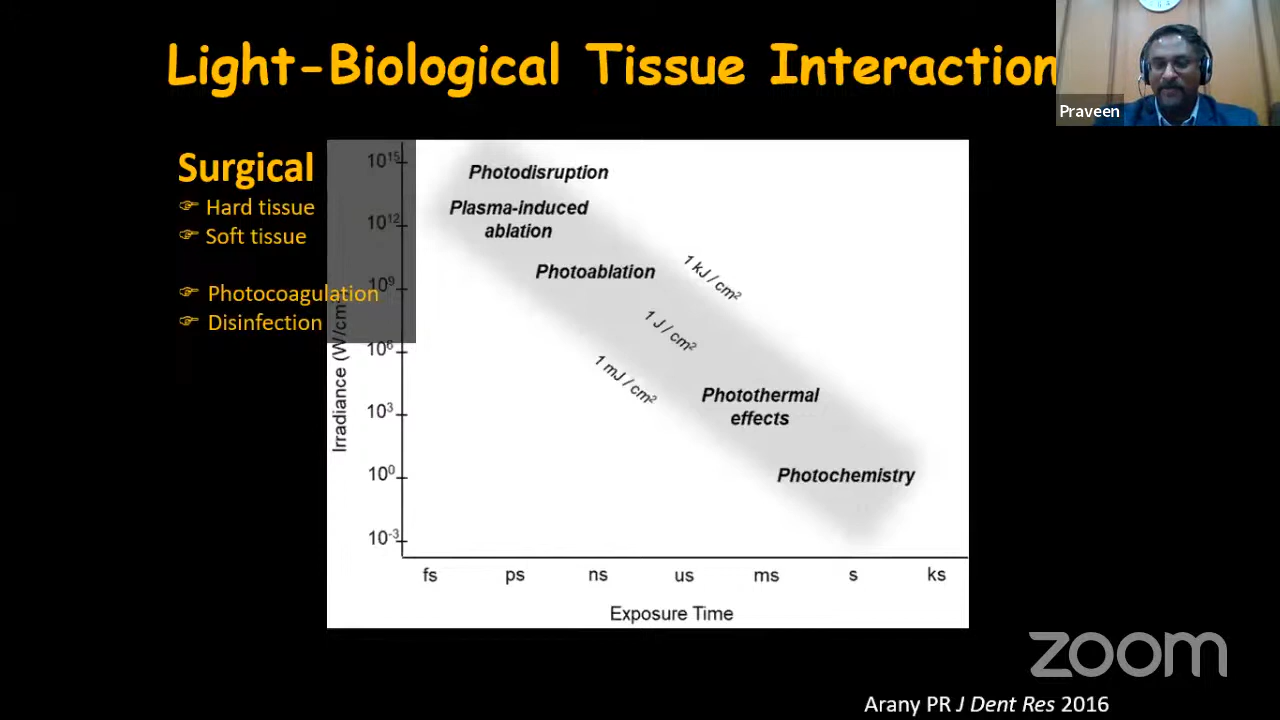 Light-Biological Tissue Interaction
Praveen
Surgical
☞ Hard tissue
☞ Soft tissue
☞ Photocoagulation
☞ Disinfection
10¹⁵
10¹²
10⁹
10⁶
10³
10⁰
10⁻³
Irradiance (W/cm²
Photodisruption
Plasma-induced
ablation
Photoablation
1 kJ / cm²
1 J / cm²
1 mJ / cm²
Photothermal
effects
Photochemistry
fs ps ns us ms s ks
Exposure Time
zoom
Arany PR J Dent Res 2016